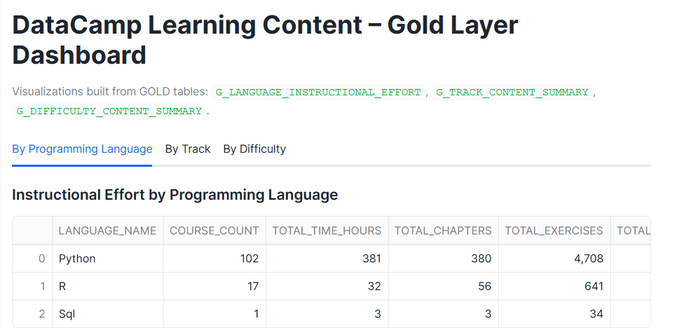 DataCamp Learning Content – Gold Layer
Dashboard
Visualizations built from GOLD tables: G_LANGUAGE_INSTRUCTIONAL_EFFORT , G_TRACK_CONTENT_SUMMARY ,
G_DIFFICULTY_CONTENT_SUMMARY .
By Programming Language By Track By Difficulty
Instructional Effort by Programming Language
LANGUAGE_NAME COURSE_COUNT TOTAL_TIME_HOURS TOTAL_CHAPTERS TOTAL_EXERCISES TOTAL
0 Python 102 381 380 4,708
1 R 17 32 56 641
2 Sql 1 3 3 34